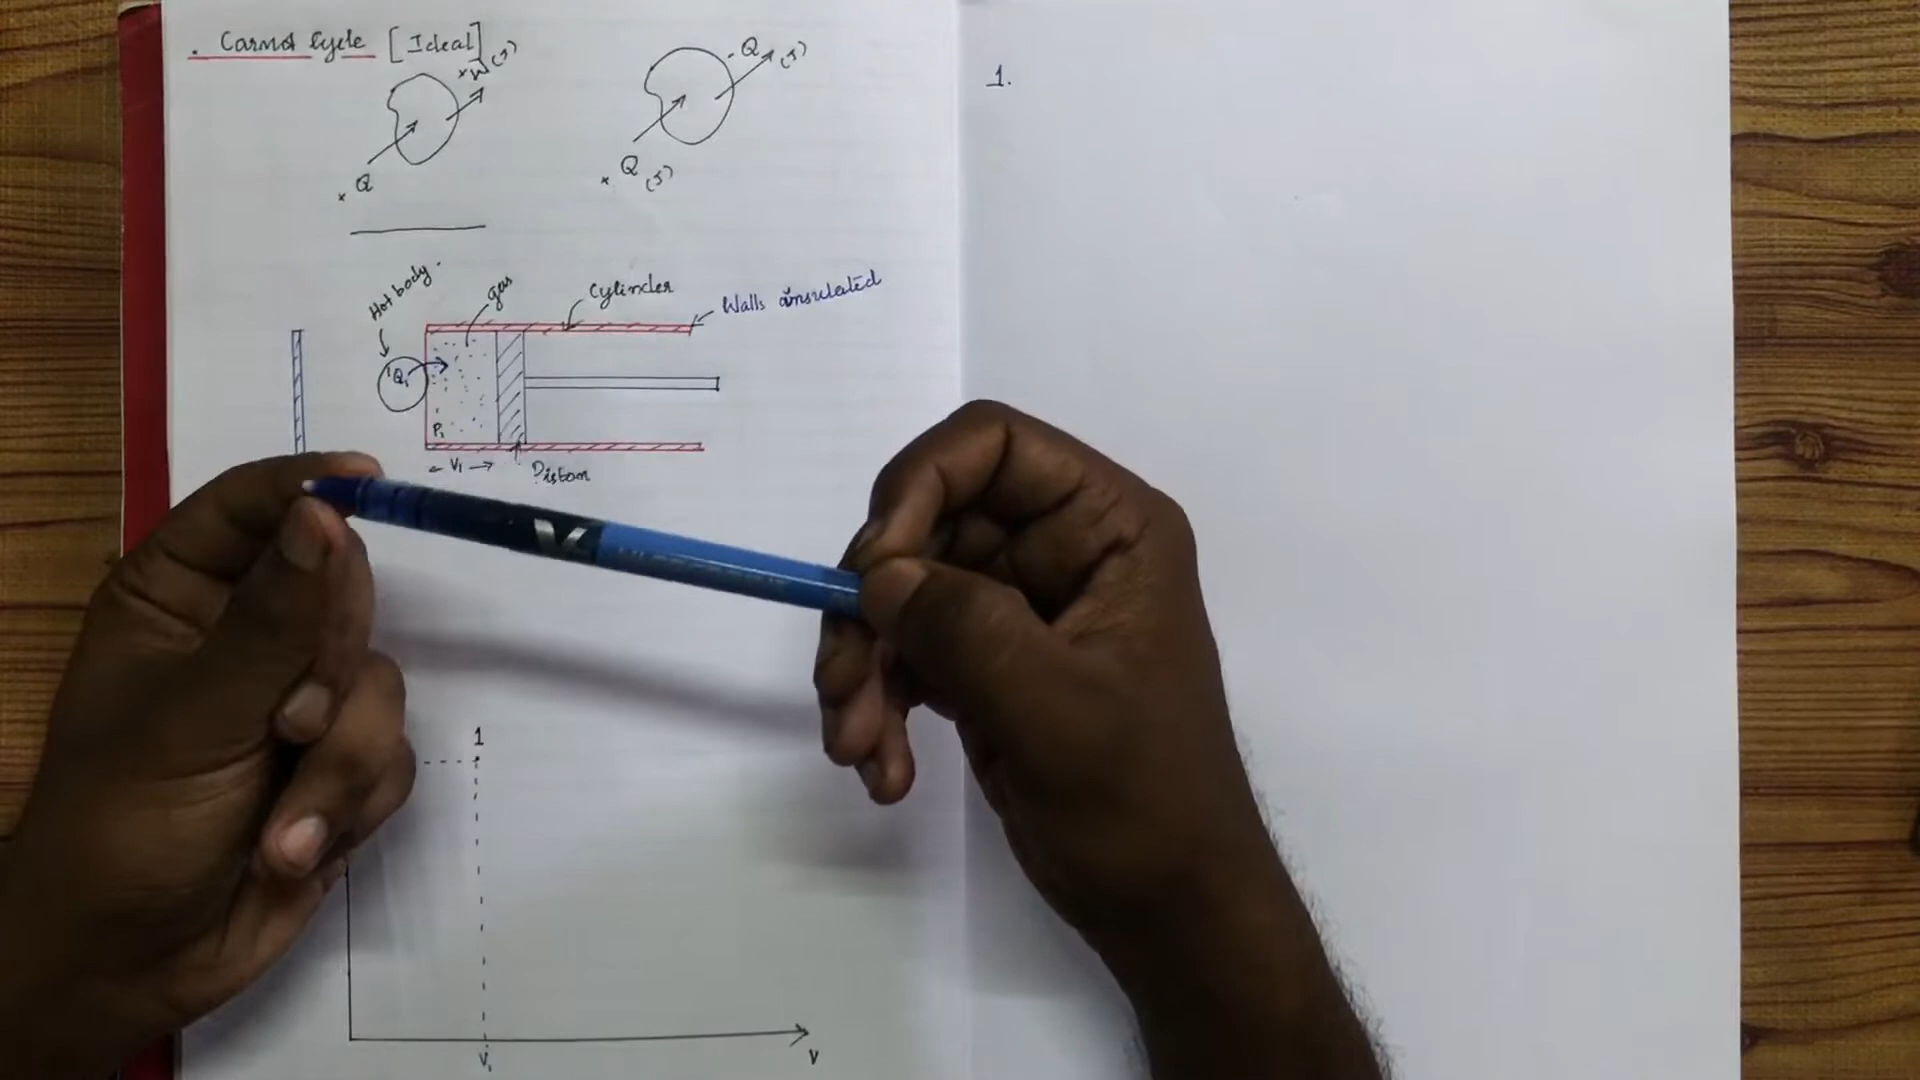 . Carnot Cycle [Ideal]
+W (J)
+ Q
- Q (J)
+ Q (J)
1.
Hot body.
gas
Cylinder
Walls insulated
Q₁
P₁
← V₁ →
Piston
V
1
V₁
V